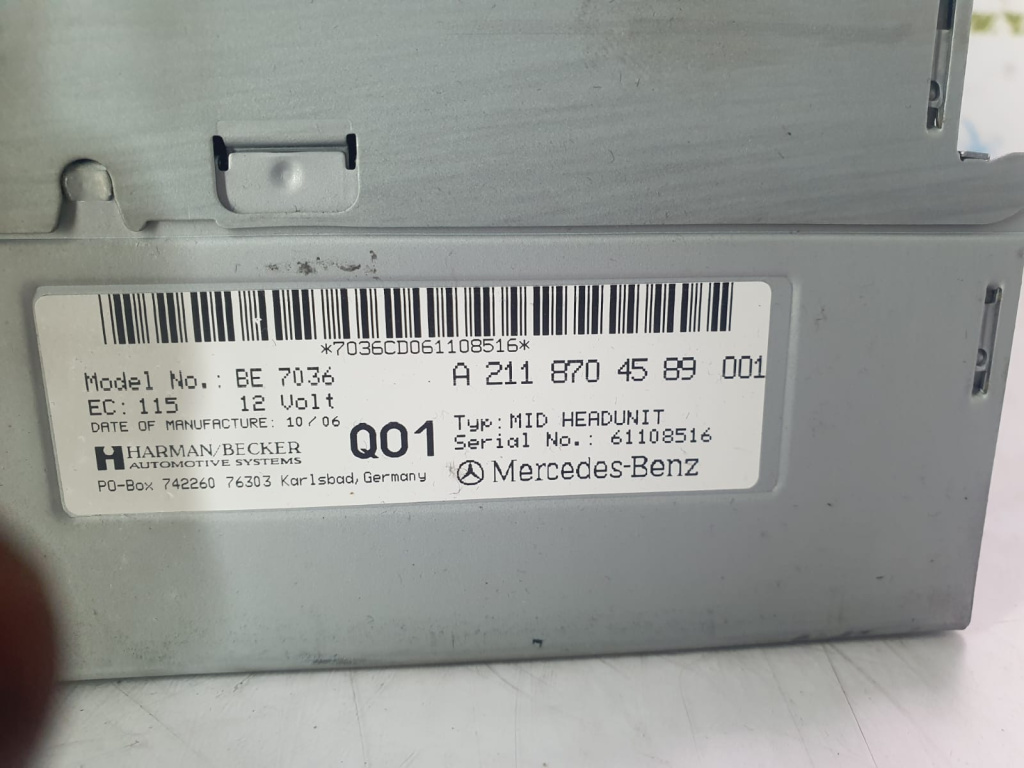 *7036CD061108516*
Model No.: BE 7036
A 211 870 45 89 001
EC: 115 12 Volt
DATE OF MANUFACTURE: 10/06
Q01
Typ: MID HEADUNIT
Serial No.: 61108516
HARMAN/BECKER
AUTOMOTIVE SYSTEMS
Mercedes-Benz
PO-Box 742260 76303 Karlsbad, Germany